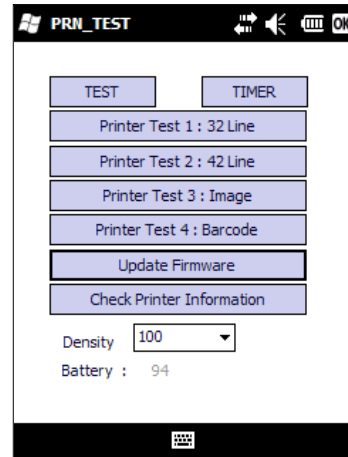 PRN_TEST OK
TEST TIMER
Printer Test 1 : 32 Line
Printer Test 2 : 42 Line
Printer Test 3 : Image
Printer Test 4 : Barcode
Update Firmware
Check Printer Information
Density 100
Battery : 94